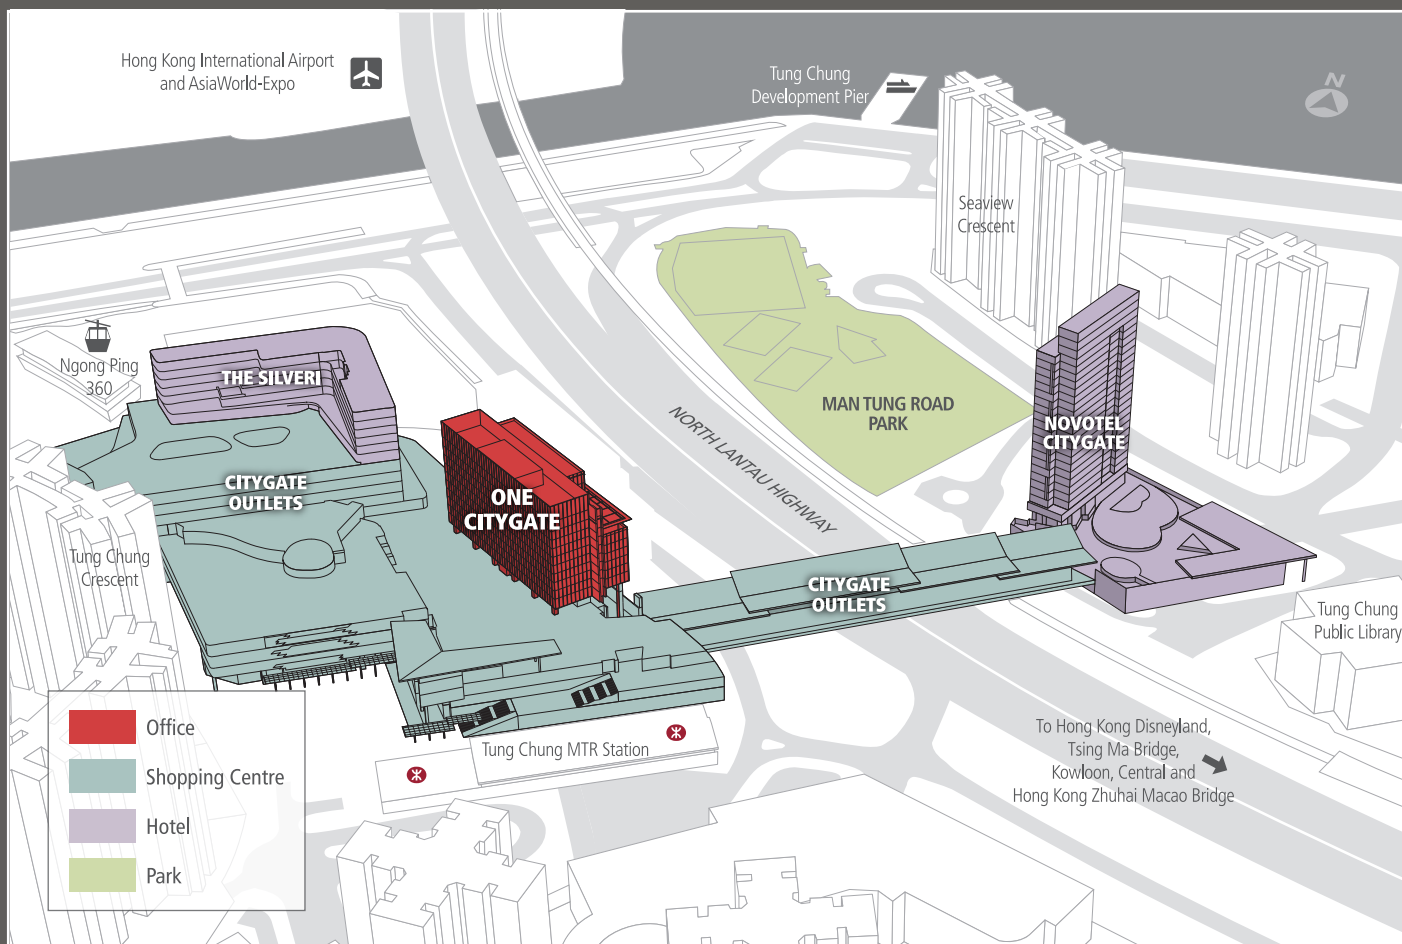 Hong Kong International Airport
and AsiaWorld-Expo
Tung Chung
Development Pier
N
Seaview
Crescent
Ngong Ping
360
THE SILVERI
MAN TUNG ROAD
PARK
NOVOTEL
CITYGATE
NORTH LANTAU HIGHWAY
CITYGATE
OUTLETS
ONE
CITYGATE
Tung Chung
Crescent
CITYGATE
OUTLETS
Tung Chung
Public Library
Tung Chung MTR Station
To Hong Kong Disneyland,
Tsing Ma Bridge,
Kowloon, Central and
Hong Kong Zhuhai Macao Bridge
Office
Shopping Centre
Hotel
Park